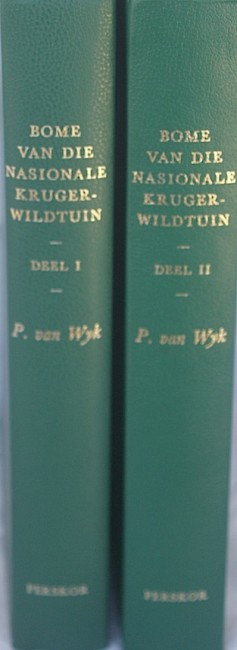 BOME
VAN DIE
NASIONALE
KRUGER-
WILDTUIN
DEEL I
P. van Wyk
PERSKOR
BOME
VAN DIE
NASIONALE
KRUGER-
WILDTUIN
DEEL II
P. van Wyk
PERSKOR